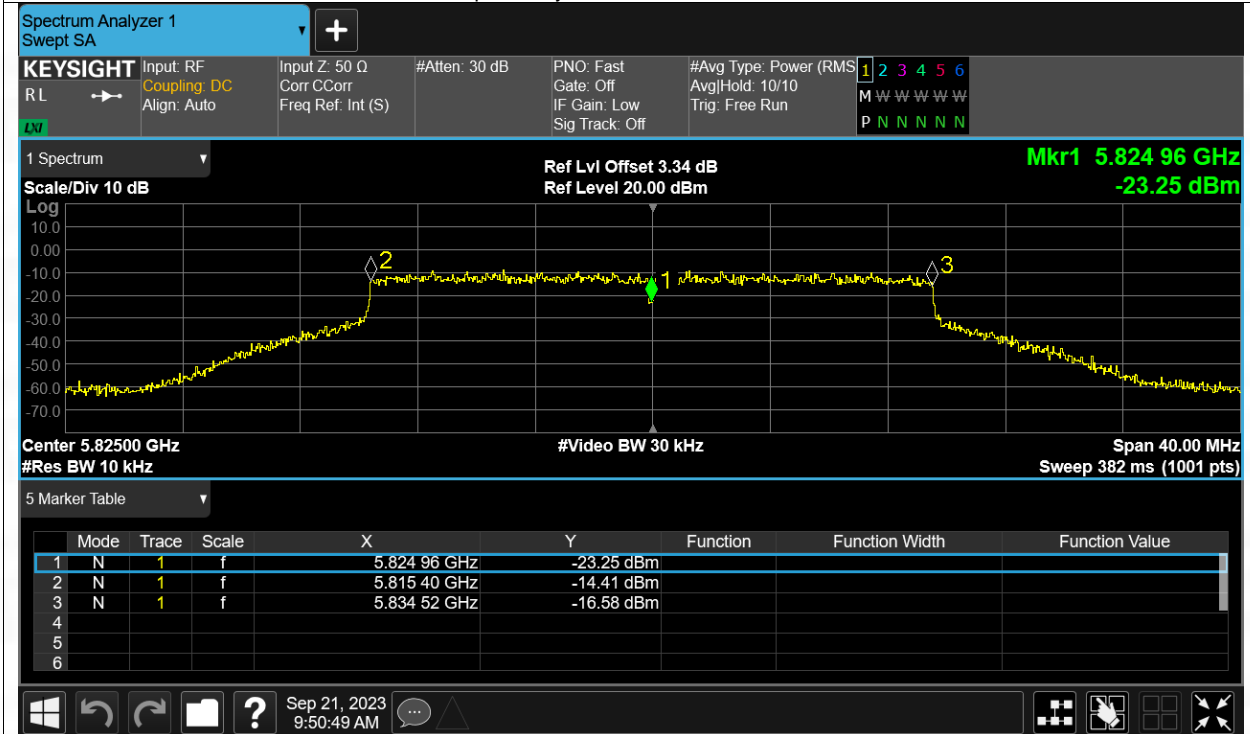 Spectrum Analyzer 1
Swept SA
+
KEYSIGHT
R L
LXI
Input: RF
Coupling: DC
Align: Auto
Input Z: 50 Ω
Corr CCorr
Freq Ref: Int (S)
#Atten: 30 dB
PNO: Fast
Gate: Off
IF Gain: Low
Sig Track: Off
#Avg Type: Power (RMS
Avg|Hold: 10/10
Trig: Free Run
1 2 3 4 5 6
M W W W W W
P N N N N N
1 Spectrum
Scale/Div 10 dB
Ref Lvl Offset 3.34 dB
Ref Level 20.00 dBm
Mkr1 5.824 96 GHz
-23.25 dBm
Log
10.0
0.00
-10.0
-20.0
-30.0
-40.0
-50.0
-60.0
-70.0
2
1
3
Center 5.82500 GHz
#Video BW 30 kHz
Span 40.00 MHz
#Res BW 10 kHz
Sweep 382 ms (1001 pts)
5 Marker Table
Mode Trace Scale X Y Function Function Width Function Value
1 N 1 f 5.824 96 GHz -23.25 dBm
2 N 1 f 5.815 40 GHz -14.41 dBm
3 N 1 f 5.834 52 GHz -16.58 dBm
4
5
6
?
Sep 21, 2023
9:50:49 AM